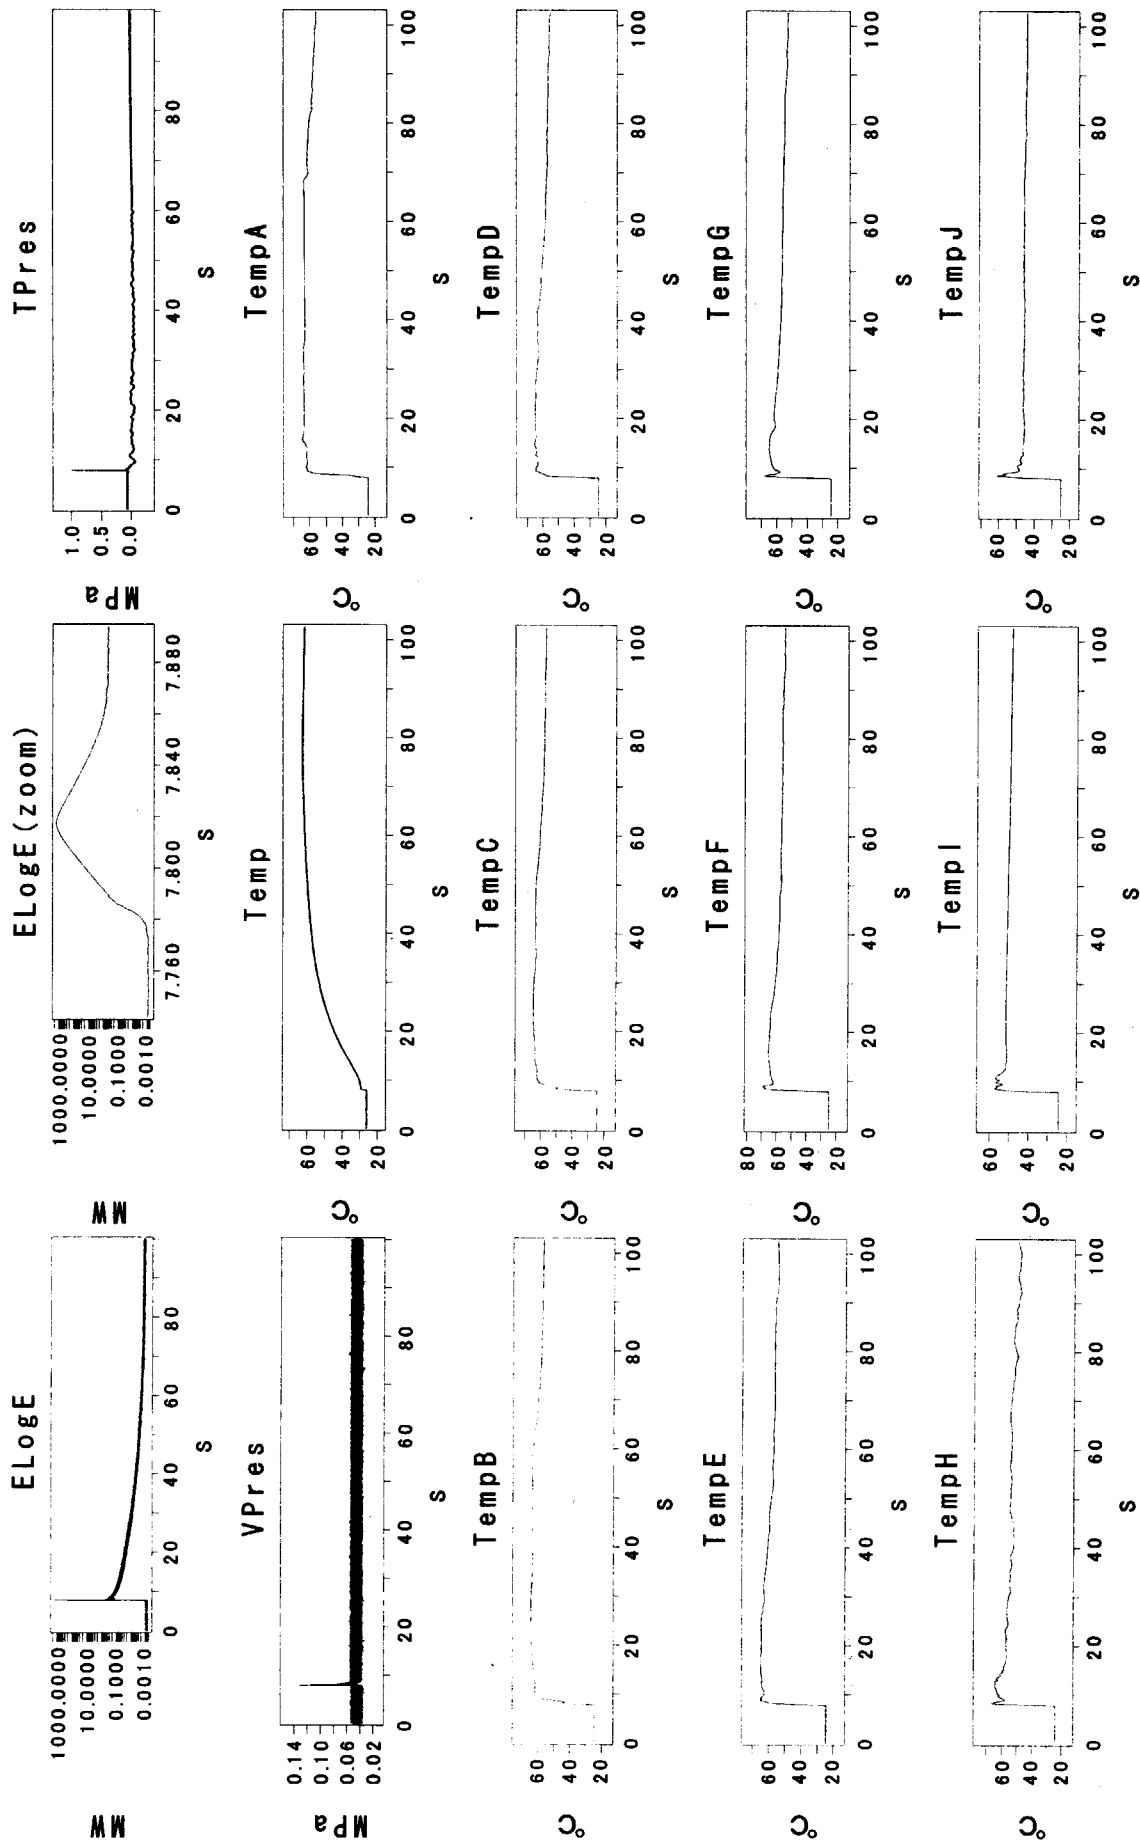 ELogE
MW
1000.0000
10.0000
0.1000
0.0010
0 20 40 60 80
s
ELogE(zoom)
MW
1000.0000
10.0000
0.1000
0.0010
7.760 7.800 7.840 7.880
s
TPres
MPa
1.0
0.5
0.0
0 20 40 60 80
s
VPres
MPa
0.14
0.10
0.06
0.02
0 20 40 60 80
s
Temp
°C
60
40
20
0 20 40 60 80 100
s
TempA
°C
60
40
20
0 20 40 60 80 100
s
TempB
°C
60
40
20
0 20 40 60 80 100
s
TempC
°C
60
40
20
0 20 40 60 80 100
s
TempD
°C
60
40
20
0 20 40 60 80 100
s
TempE
°C
60
40
20
0 20 40 60 80 100
s
TempF
°C
80
60
40
20
0 20 40 60 80 100
s
TempG
°C
60
40
20
0 20 40 60 80 100
s
TempH
°C
60
40
20
0 20 40 60 80 100
s
TempI
°C
60
40
20
0 20 40 60 80 100
s
TempJ
°C
60
40
20
0 20 40 60 80 100
s